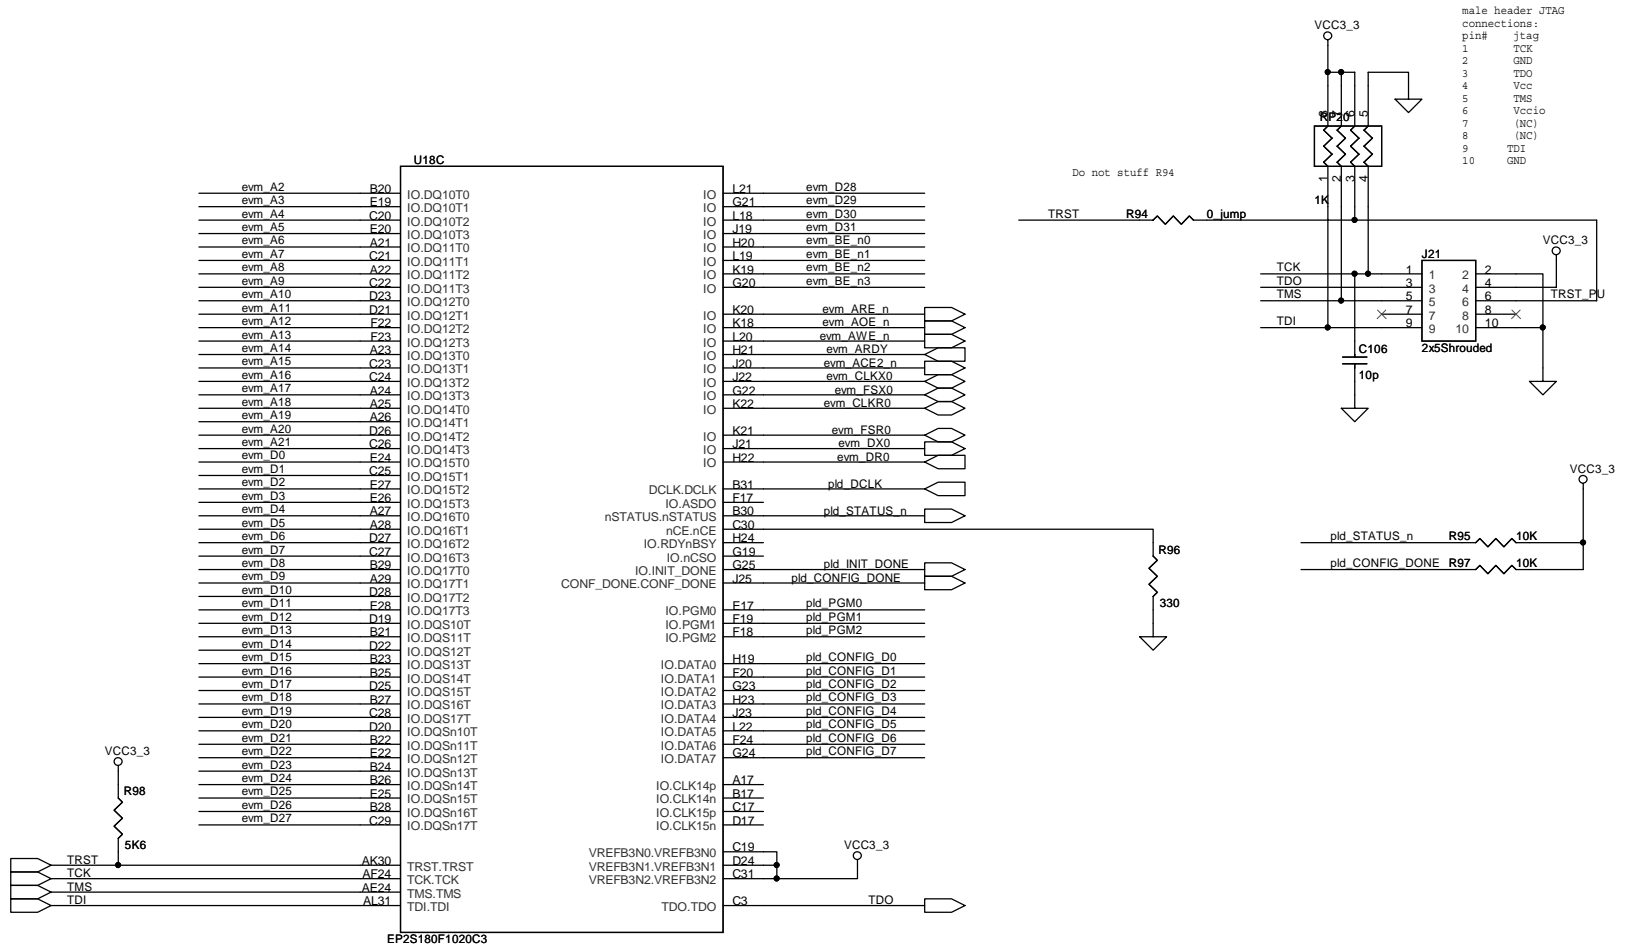 male header JTAG
connections:
pin# jtag
1 TCK
2 GND
3 TDO
4 Vcc
5 TMS
6 Vccio
7 (NC)
8 (NC)
9 TDI
10 GND
VCC3_3
RP20
6 5
1 2 3 4
1K
Do not stuff R94
TRST R94 0_jump
VCC3_3
J21
TCK 1 1 2 2
TDO 3 3 4 4
TMS 5 5 6 6 TRST_PU
7 7 8 8
TDI 9 9 10 10
2x5Shrouded
C106
10p
VCC3_3
pld_STATUS_n R95 10K
pld_CONFIG_DONE R97 10K
R96
330
U18C
evm_A2 B20 IO.DQ10T0
evm_A3 E19 IO.DQ10T1
evm_A4 C20 IO.DQ10T2
evm_A5 E20 IO.DQ10T3
evm_A6 A21 IO.DQ11T0
evm_A7 C21 IO.DQ11T1
evm_A8 A22 IO.DQ11T2
evm_A9 C22 IO.DQ11T3
evm_A10 D23 IO.DQ12T0
evm_A11 D21 IO.DQ12T1
evm_A12 F22 IO.DQ12T2
evm_A13 F23 IO.DQ12T3
evm_A14 A23 IO.DQ13T0
evm_A15 C23 IO.DQ13T1
evm_A16 C24 IO.DQ13T2
evm_A17 A24 IO.DQ13T3
evm_A18 A25 IO.DQ14T0
evm_A19 A26 IO.DQ14T1
evm_A20 D26 IO.DQ14T2
evm_A21 C26 IO.DQ14T3
evm_D0 E24 IO.DQ15T0
evm_D1 C25 IO.DQ15T1
evm_D2 E27 IO.DQ15T2
evm_D3 E26 IO.DQ15T3
evm_D4 A27 IO.DQ16T0
evm_D5 A28 IO.DQ16T1
evm_D6 D27 IO.DQ16T2
evm_D7 C27 IO.DQ16T3
evm_D8 B29 IO.DQ17T0
evm_D9 A29 IO.DQ17T1
evm_D10 D28 IO.DQ17T2
evm_D11 E28 IO.DQ17T3
evm_D12 D19 IO.DQS10T
evm_D13 B21 IO.DQS11T
evm_D14 D22 IO.DQS12T
evm_D15 B23 IO.DQS13T
evm_D16 B25 IO.DQS14T
evm_D17 D25 IO.DQS15T
evm_D18 B27 IO.DQS16T
evm_D19 C28 IO.DQS17T
evm_D20 D20 IO.DQSn10T
evm_D21 B22 IO.DQSn11T
evm_D22 E22 IO.DQSn12T
evm_D23 B24 IO.DQSn13T
evm_D24 B26 IO.DQSn14T
evm_D25 E25 IO.DQSn15T
evm_D26 B28 IO.DQSn16T
evm_D27 C29 IO.DQSn17T
VCC3_3
R98
5K6
TRST AK30 TRST.TRST
TCK AF24 TCK.TCK
TMS AE24 TMS.TMS
TDI AL31 TDI.TDI
IO L21 evm_D28
IO G21 evm_D29
IO L18 evm_D30
IO J19 evm_D31
IO H20 evm_BE_n0
IO L19 evm_BE_n1
IO K19 evm_BE_n2
IO G20 evm_BE_n3
IO K20 evm_ARE_n
IO K18 evm_AOE_n
IO L20 evm_AWE_n
IO H21 evm_ARDY
IO J20 evm_ACE2_n
IO J22 evm_CLKX0
IO G22 evm_FSX0
IO K22 evm_CLKR0
IO K21 evm_FSR0
IO J21 evm_DX0
IO H22 evm_DR0
DCLK.DCLK B31 pld_DCLK
IO.ASDO F17
nSTATUS.nSTATUS B30 pld_STATUS_n
nCE.nCE C30
IO.RDYnBSY H24
IO.nCSO G19
IO.INIT_DONE G25 pld_INIT_DONE
CONF_DONE.CONF_DONE J25 pld_CONFIG_DONE
IO.PGM0 E17 pld_PGM0
IO.PGM1 F19 pld_PGM1
IO.PGM2 F18 pld_PGM2
IO.DATA0 H19 pld_CONFIG_D0
IO.DATA1 F20 pld_CONFIG_D1
IO.DATA2 G23 pld_CONFIG_D2
IO.DATA3 H23 pld_CONFIG_D3
IO.DATA4 J23 pld_CONFIG_D4
IO.DATA5 L22 pld_CONFIG_D5
IO.DATA6 F24 pld_CONFIG_D6
IO.DATA7 G24 pld_CONFIG_D7
IO.CLK14p A17
IO.CLK14n B17
IO.CLK15p C17
IO.CLK15n D17
VREFB3N0.VREFB3N0 C19
VREFB3N1.VREFB3N1 D24
VREFB3N2.VREFB3N2 C31
VCC3_3
TDO.TDO C3 TDO
EP2S180F1020C3